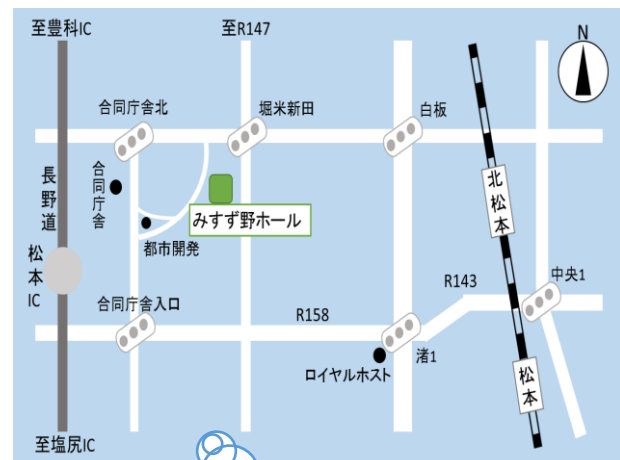 至豊科IC
至R147
N
合同庁舎北
堀米新田
白板
合同庁舎
長野道
北松本
みすず野ホール
都市開発
松本IC
R143
中央1
合同庁舎入口
R158
渚1
ロイヤルホスト
松本
至塩尻IC